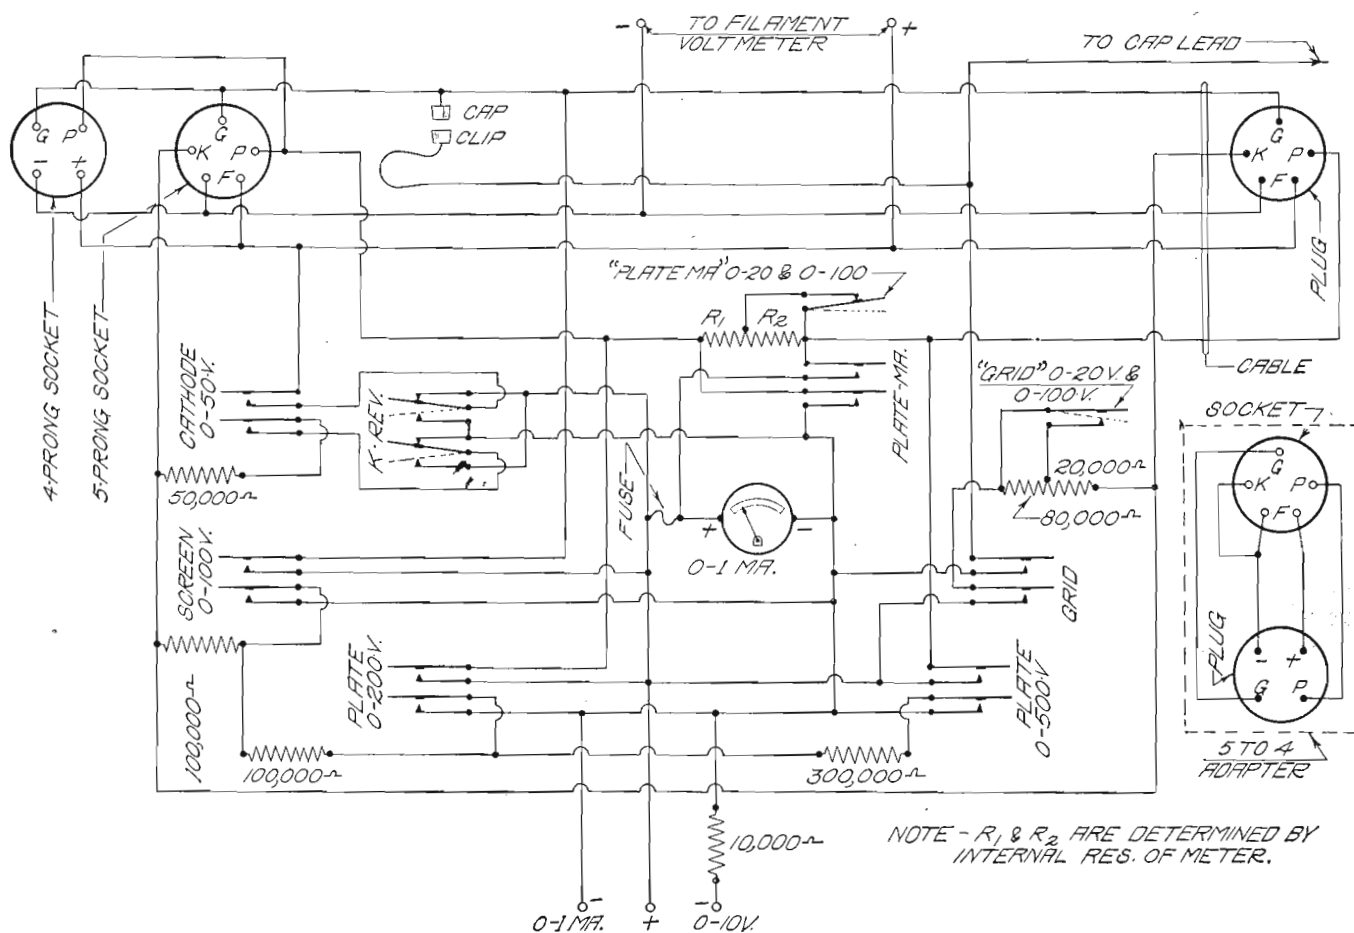 - TO FILAMENT +
VOLTMETER
TO CAP LEAD
G P
- +
G
K P
F
CAP
CLIP
G
K P
F
PLUG
4-PRONG SOCKET
5-PRONG SOCKET
"PLATE MA" 0-20 & 0-100
R1 R2
CATHODE
0-50V.
K-REV.
PLATE-MA.
"GRID" 0-20V. &
0-100V.
CABLE
SOCKET
50,000Ω
FUSE
+ -
0-1 MA.
20,000Ω
80,000Ω
G
K P
F
SCREEN
0-100V.
GRID
100,000Ω
PLATE
0-200V.
PLATE
0-500V
PLUG
- +
G P
100,000Ω
300,000Ω
5 TO 4
ADAPTER
10,000Ω
NOTE - R1 & R2 ARE DETERMINED BY
INTERNAL RES. OF METER.
- -
0-1 MA. + 0-10V.